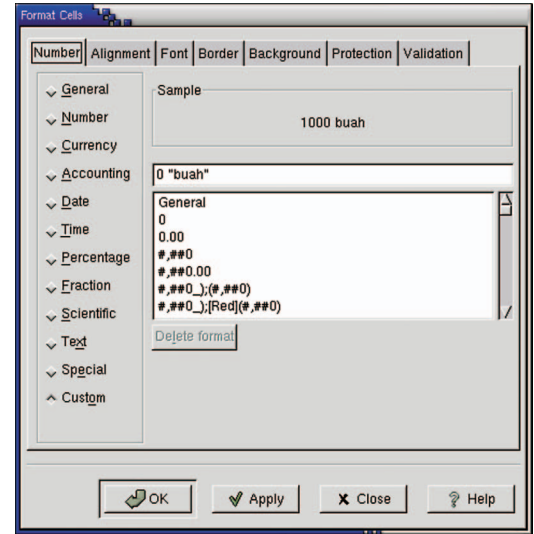 Format Cells
Number Alignment Font Border Background Protection Validation
General
Number
Currency
Accounting
Date
Time
Percentage
Fraction
Scientific
Text
Special
Custom
Sample
1000 buah
0 "buah"
General
0
0.00
#,##0
#,##0.00
#,##0_);(#,##0)
#,##0_);[Red](#,##0)
Delete format
OK Apply Close Help